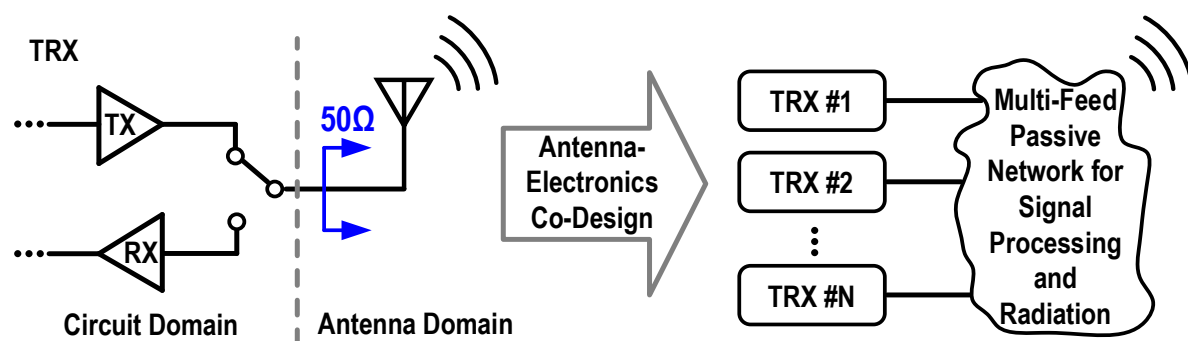 TRX
TX
RX
50Ω
Circuit Domain
Antenna Domain
Antenna-
Electronics
Co-Design
TRX #1
TRX #2
TRX #N
Multi-Feed
Passive
Network for
Signal
Processing
and
Radiation